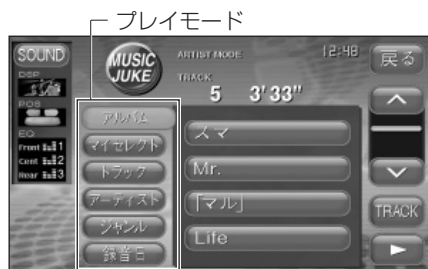 プレイモード
SOUND
DSP
POS
EQ
Front 1
Cent 2
Rear 3
MUSIC
JUKE
ARTIST MODE
12:48
TRACK
5 3'33"
戻る
アルバム
マイセレクト
トラック
アーティスト
ジャンル
録音日
スマ
Mr.
「マル」
Life
TRACK